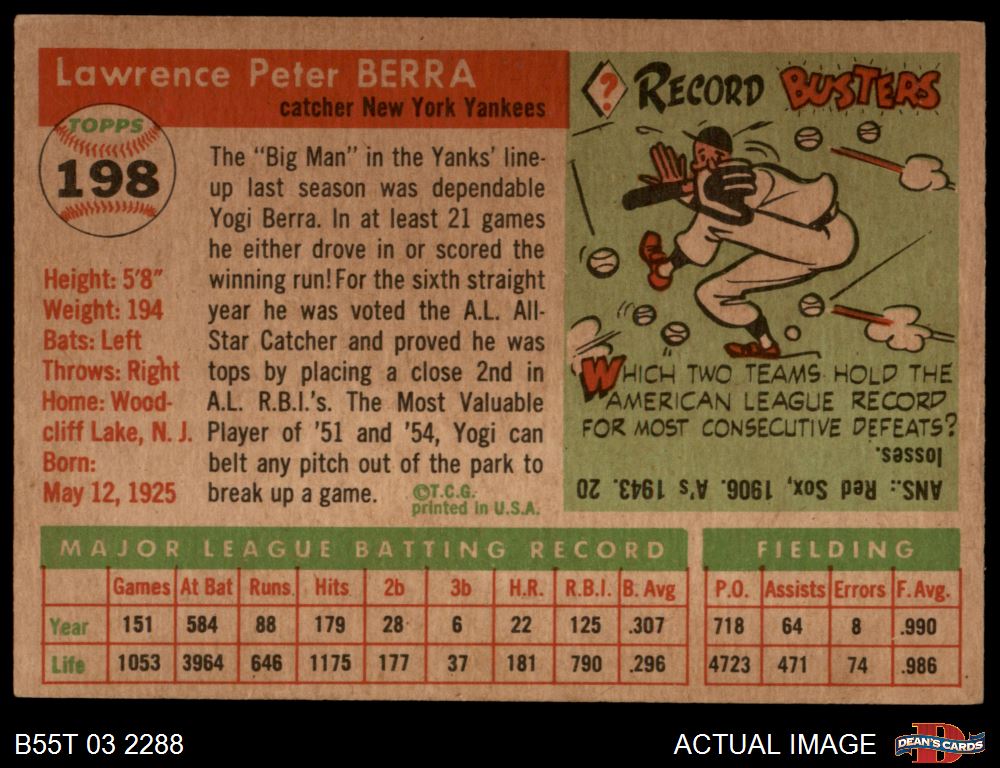 Lawrence Peter BERRA
catcher New York Yankees
TOPPS
198
Height: 5'8"
Weight: 194
Bats: Left
Throws: Right
Home: Wood-
cliff Lake, N. J.
Born:
May 12, 1925
The "Big Man" in the Yanks' line-
up last season was dependable
Yogi Berra. In at least 21 games
he either drove in or scored the
winning run! For the sixth straight
year he was voted the A.L. All-
Star Catcher and proved he was
tops by placing a close 2nd in
A.L. R.B.I.'s. The Most Valuable
Player of '51 and '54, Yogi can
belt any pitch out of the park to
break up a game.
©T.C.G.
printed in U.S.A.
? RECORD BUSTERS
WHICH TWO TEAMS HOLD THE
AMERICAN LEAGUE RECORD
FOR MOST CONSECUTIVE DEFEATS?
ANS.: Red Sox, 1906. A's 1943. 20
losses.
MAJOR LEAGUE BATTING RECORD
Games At Bat Runs Hits 2b 3b H.R. R.B.I. B. Avg
Year 151 584 88 179 28 6 22 125 .307
Life 1053 3964 646 1175 177 37 181 790 .296
FIELDING
P.O. Assists Errors F. Avg.
718 64 8 .990
4723 471 74 .986
B55T 03 2288
ACTUAL IMAGE
D
DEAN'S CARDS